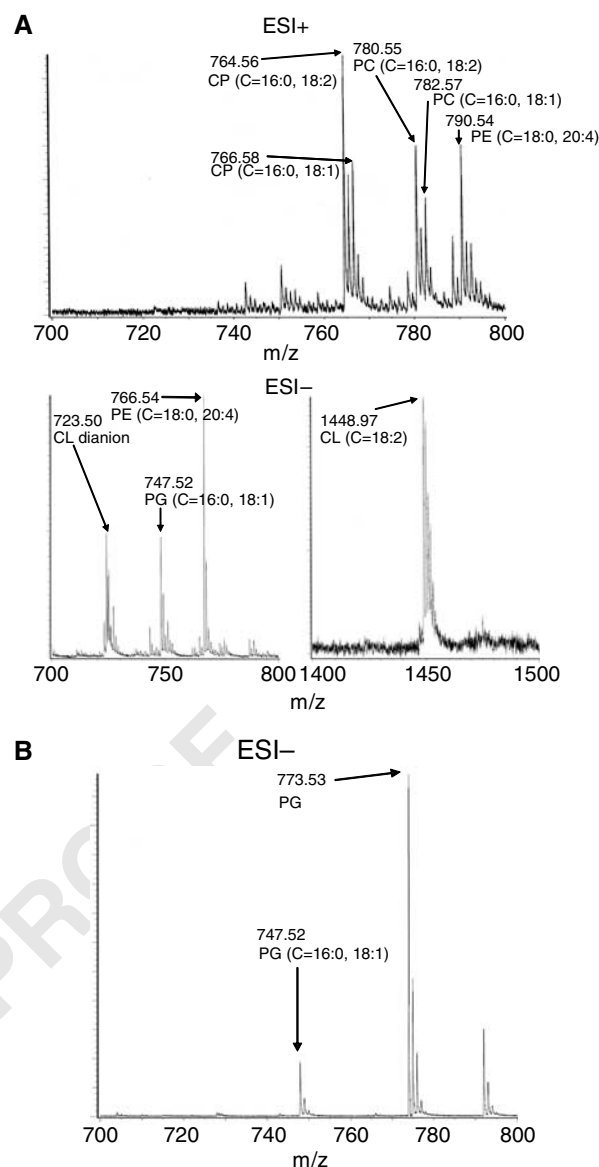 A
ESI+
764.56
CP (C=16:0, 18:2)
780.55
PC (C=16:0, 18:2)
782.57
PC (C=16:0, 18:1)
790.54
PE (C=18:0, 20:4)
766.58
CP (C=16:0, 18:1)
700 720 740 760 780 800
m/z
ESI−
766.54
PE (C=18:0, 20:4)
723.50
CL dianion
747.52
PG (C=16:0, 18:1)
1448.97
CL (C=18:2)
700 750 800 1400 1450 1500
m/z
B
ESI−
773.53
PG
747.52
PG (C=16:0, 18:1)
700 720 740 760 780 800
m/z